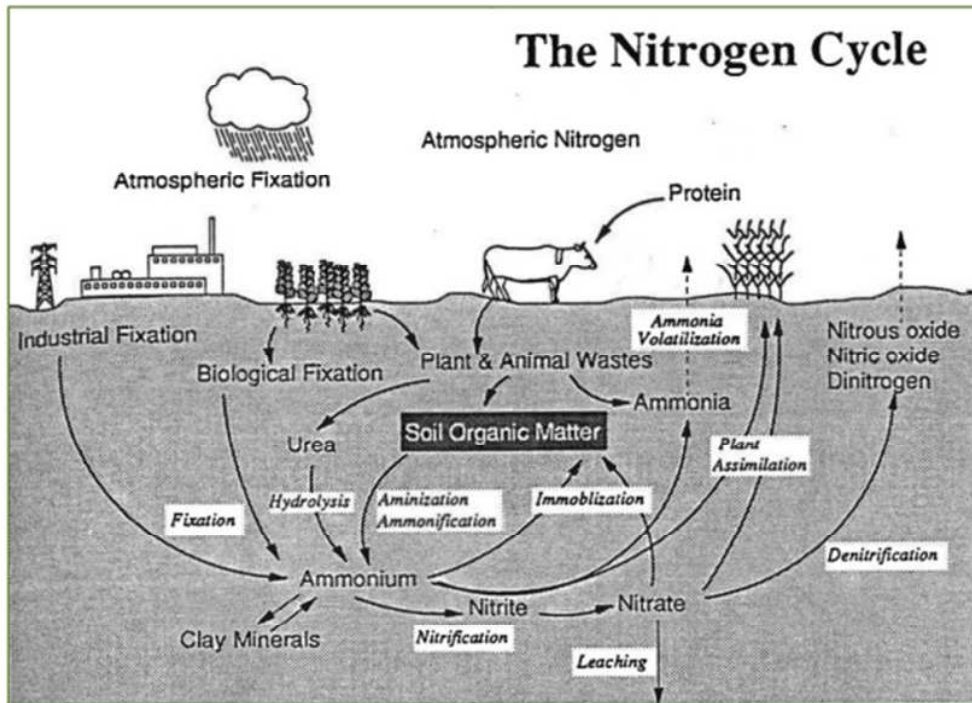 The Nitrogen Cycle
Atmospheric Nitrogen
Atmospheric Fixation
Protein
Industrial Fixation
Biological Fixation
Plant & Animal Wastes
Ammonia
Volatilization
Nitrous oxide
Nitric oxide
Dinitrogen
Ammonia
Urea
Soil Organic Matter
Plant
Assimilation
Hydrolysis
Aminization
Ammonification
Immoblization
Fixation
Denitrification
Ammonium
Nitrite
Nitrate
Clay Minerals
Nitrification
Leaching